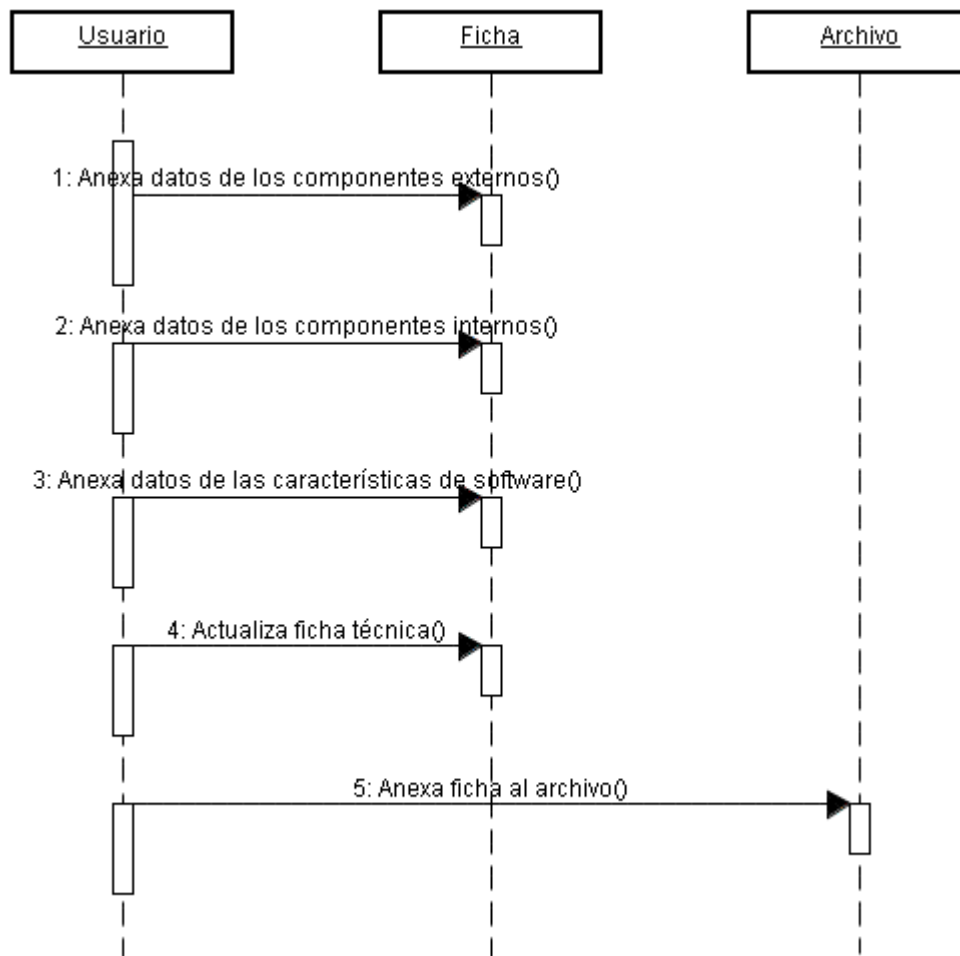 Usuario
Ficha
Archivo
1: Anexa datos de los componentes externos()
2: Anexa datos de los componentes internos()
3: Anexa datos de las característícas de software()
4: Actualiza ficha técnica()
5: Anexa ficha al archivo()